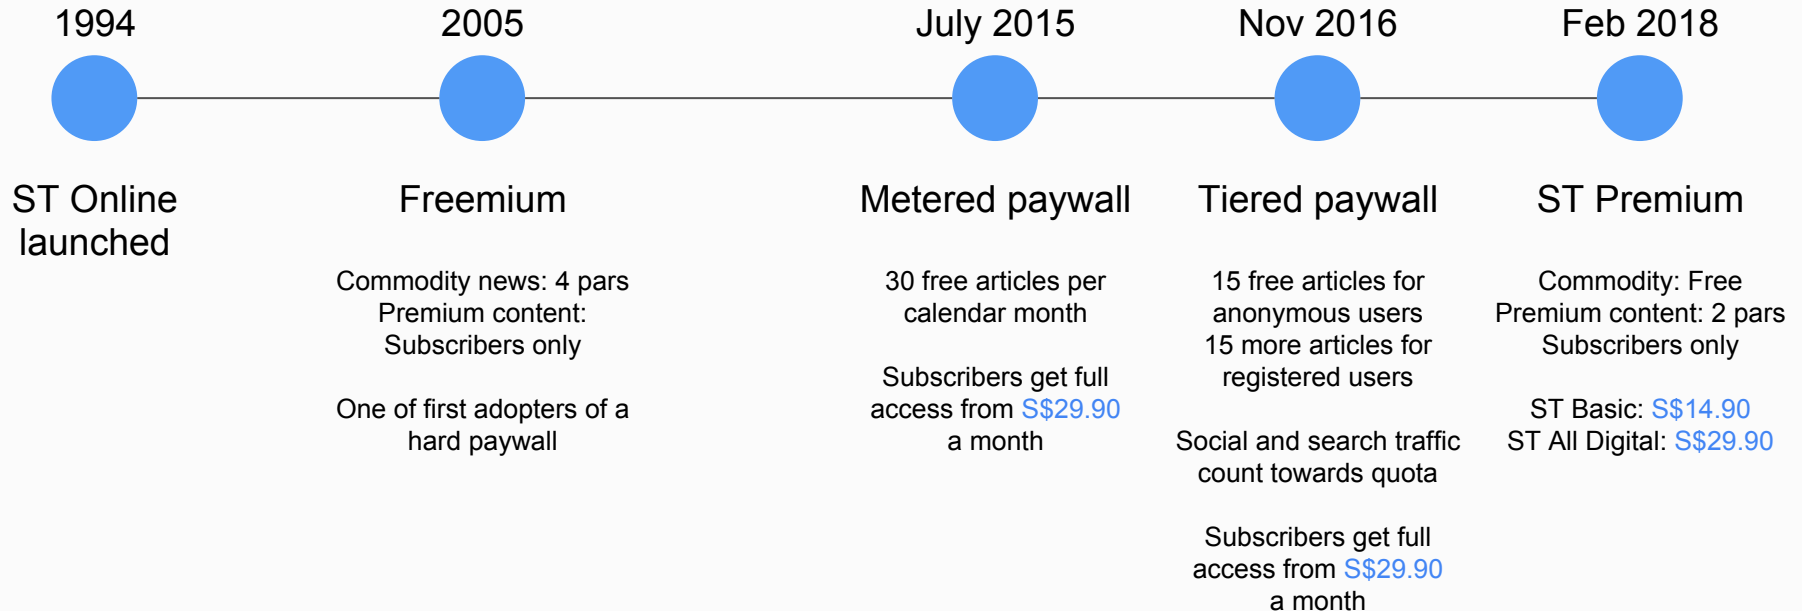 1994
ST Online
launched
2005
Freemium
Commodity news: 4 pars
Premium content:
Subscribers only
One of first adopters of a
hard paywall
July 2015
Metered paywall
30 free articles per
calendar month
Subscribers get full
access from S$29.90
a month
Nov 2016
Tiered paywall
15 free articles for
anonymous users
15 more articles for
registered users
Social and search traffic
count towards quota
Subscribers get full
access from S$29.90
a month
Feb 2018
ST Premium
Commodity: Free
Premium content: 2 pars
Subscribers only
ST Basic: S$14.90
ST All Digital: S$29.90